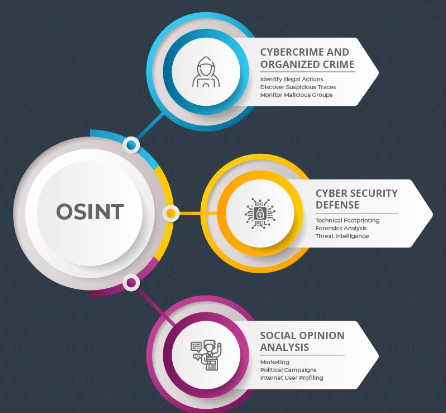 OSINT
CYBERCRIME AND
ORGANIZED CRIME
Identify Illegal Actions
Discover Suspicious Traces
Monitor Malicious Groups
CYBER SECURITY
DEFENSE
Technical Footprinting
Forensics Analysis
Threat Intelligence
SOCIAL OPINION
ANALYSIS
Marketing
Political Campaigns
Internet User Profiling